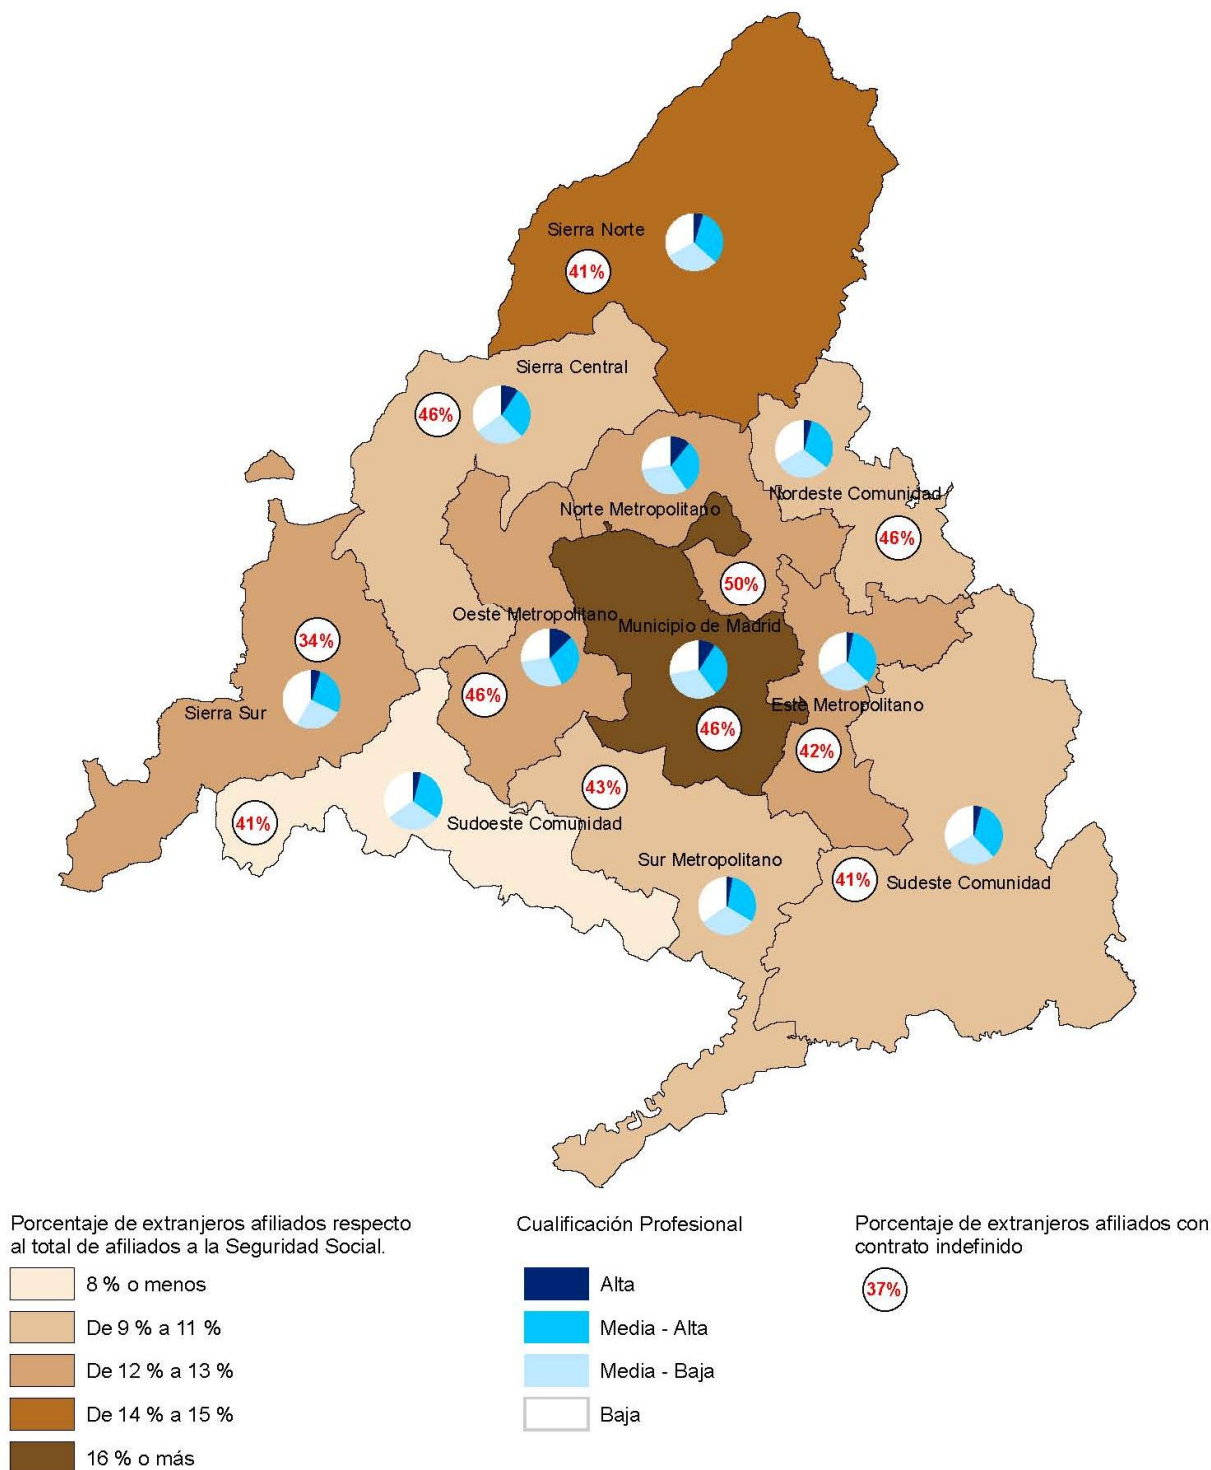 Sierra Norte
41%
Sierra Central
46%
Nordeste Comunidad
46%
Norte Metropolitano
50%
Oeste Metropolitano
46%
Municipio de Madrid
46%
34%
Sierra Sur
Este Metropolitano
42%
43%
41%
Sudoeste Comunidad
Sur Metropolitano
41%
Sudeste Comunidad
Porcentaje de extranjeros afiliados respecto
al total de afiliados a la Seguridad Social.
8 % o menos
De 9 % a 11 %
De 12 % a 13 %
De 14 % a 15 %
16 % o más
Cualificación Profesional
Alta
Media - Alta
Media - Baja
Baja
Porcentaje de extranjeros afiliados con
contrato indefinido
37%